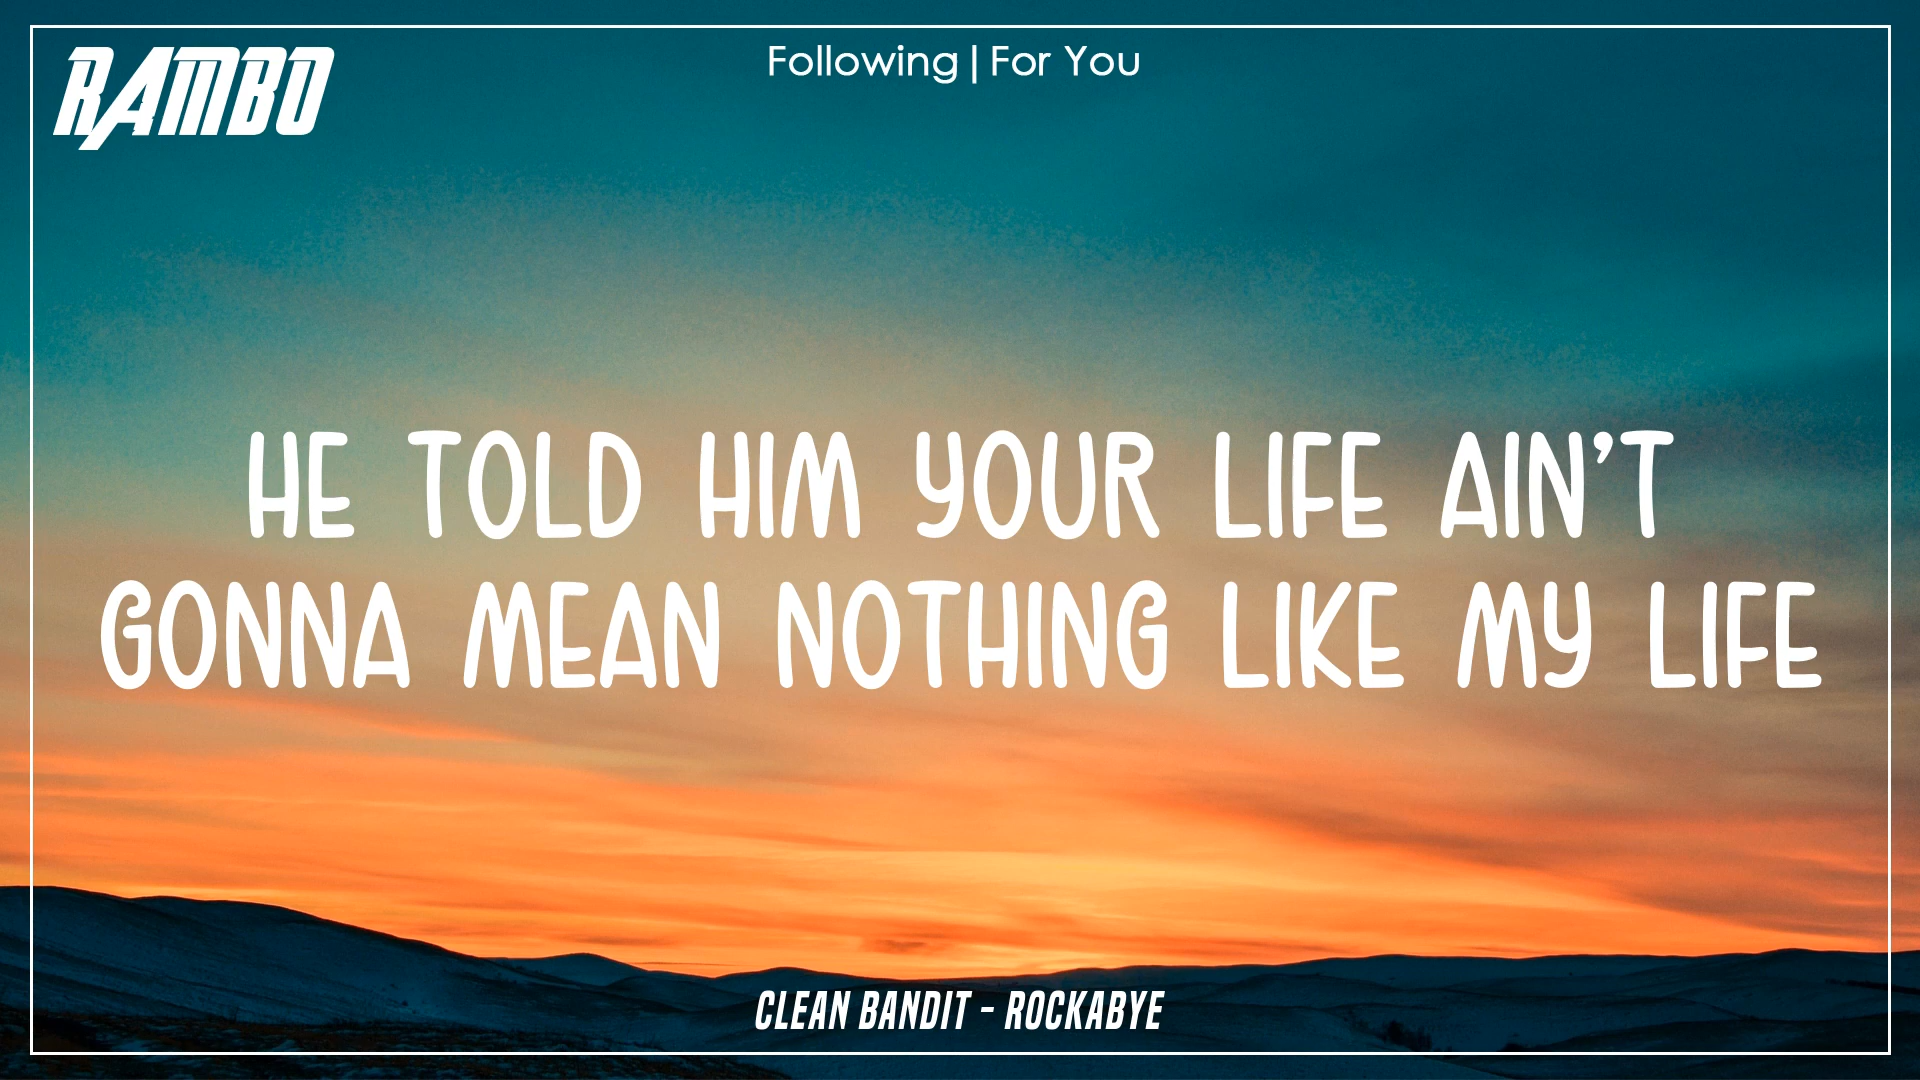 RAMBO
Following | For You
HE TOLD HIM YOUR LIFE AIN'T
GONNA MEAN NOTHING LIKE MY LIFE
CLEAN BANDIT - ROCKABYE